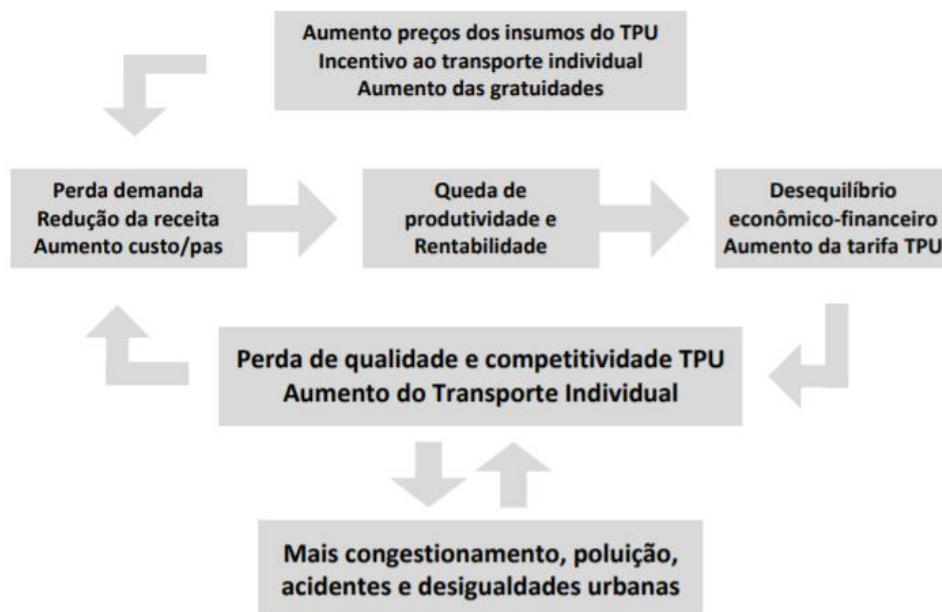 Aumento preços dos insumos do TPU
Incentivo ao transporte individual
Aumento das gratuidades
Perda demanda
Redução da receita
Aumento custo/pas
Queda de
produtividade e
Rentabilidade
Desequilíbrio
econômico-financeiro
Aumento da tarifa TPU
Perda de qualidade e competitividade TPU
Aumento do Transporte Individual
Mais congestionamento, poluição,
acidentes e desigualdades urbanas